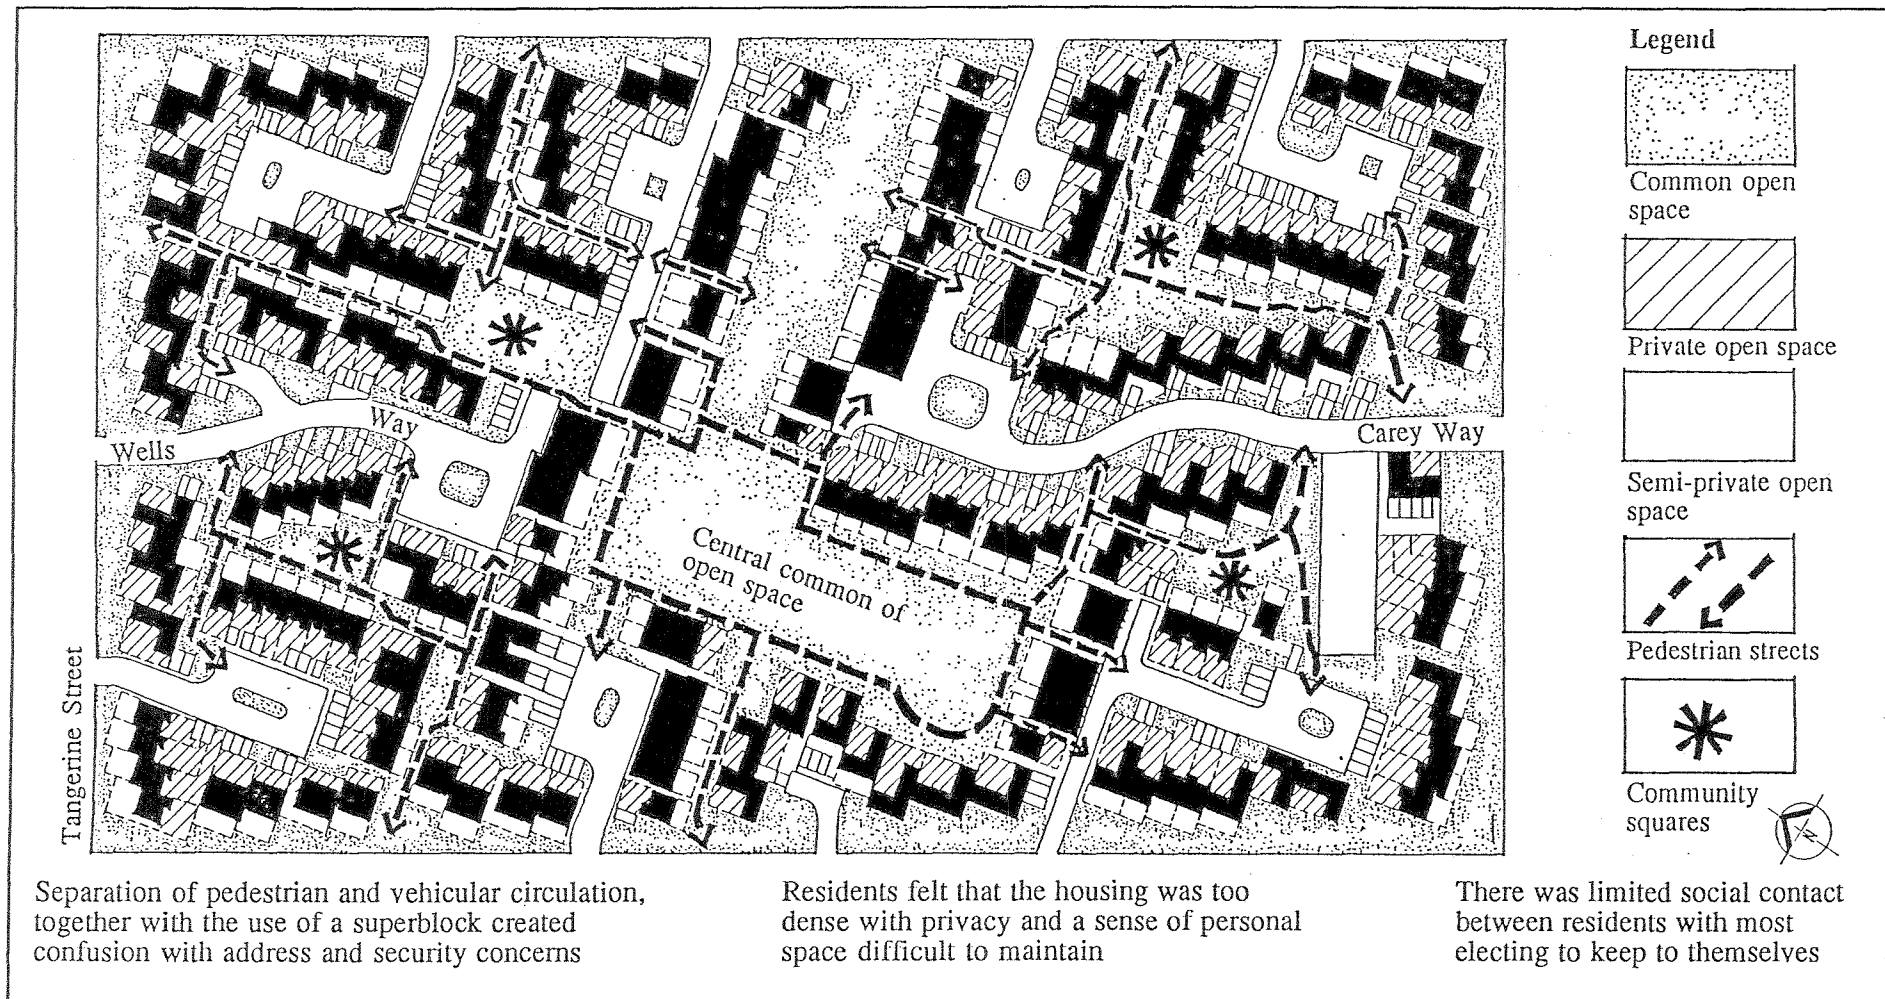 Legend
Common open
space
Private open space
Semi-private open
space
Pedestrian streets
Community
squares
N
Wells
Way
Carey Way
Central common of
open space
Tangerine Street
Separation of pedestrian and vehicular circulation,
together with the use of a superblock created
confusion with address and security concerns
Residents felt that the housing was too
dense with privacy and a sense of personal
space difficult to maintain
There was limited social contact
between residents with most
electing to keep to themselves